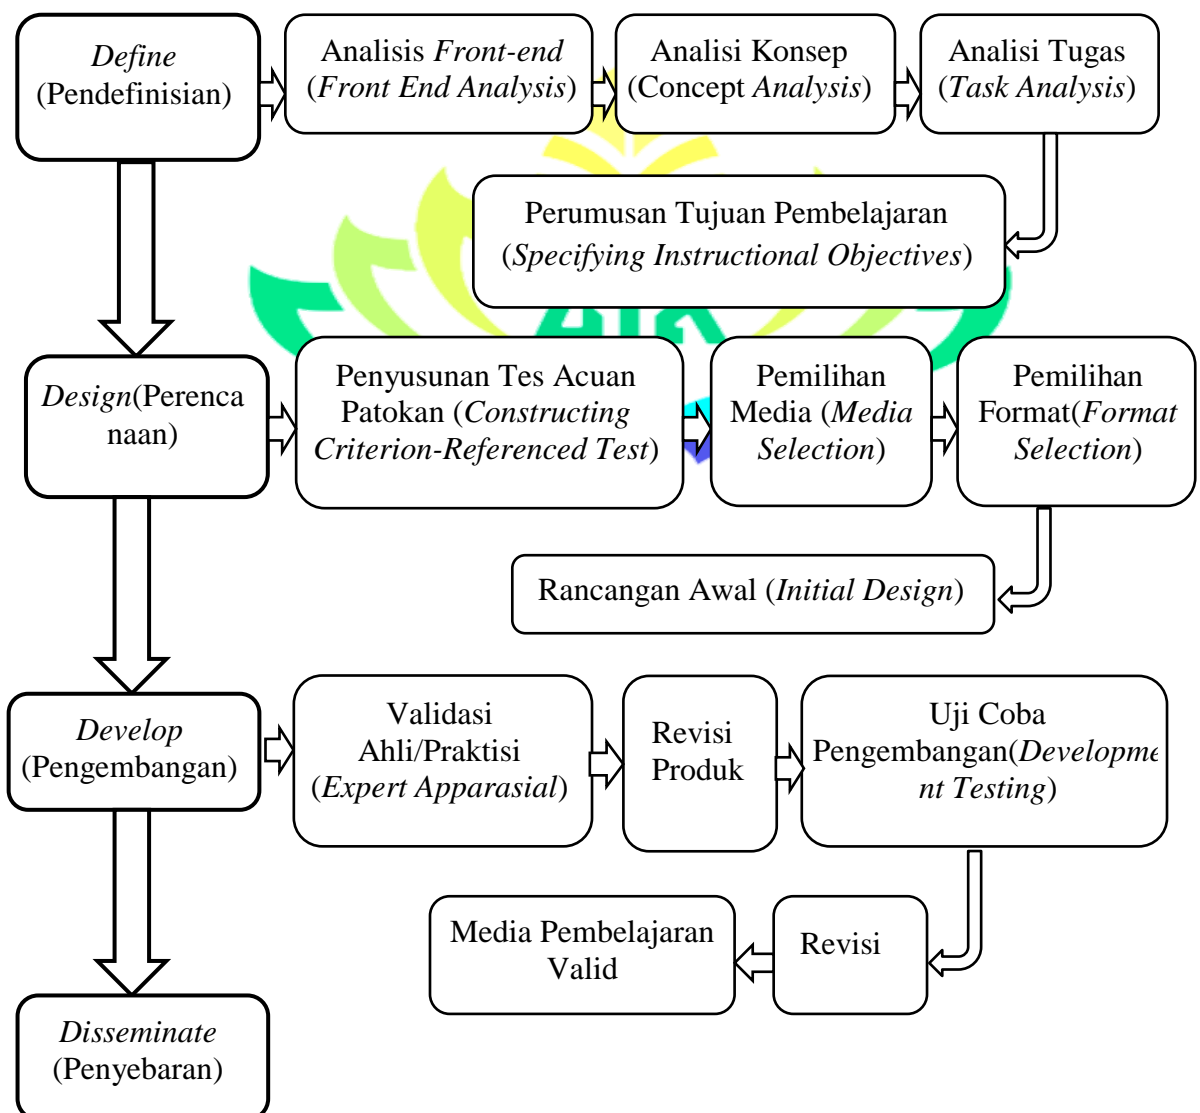 Define
(Pendefinisian)
Analisis Front-end
(Front End Analysis)
Analisi Konsep
(Concept Analysis)
Analisi Tugas
(Task Analysis)
Perumusan Tujuan Pembelajaran
(Specifying Instructional Objectives)
Design(Perenca
naan)
Penyusunan Tes Acuan
Patokan (Constructing
Criterion-Referenced Test)
Pemilihan
Media (Media
Selection)
Pemilihan
Format(Format
Selection)
Rancangan Awal (Initial Design)
Develop
(Pengembangan)
Validasi
Ahli/Praktisi
(Expert Apparasial)
Revisi
Produk
Uji Coba
Pengembangan(Developme
nt Testing)
Media Pembelajaran
Valid
Revisi
Disseminate
(Penyebaran)